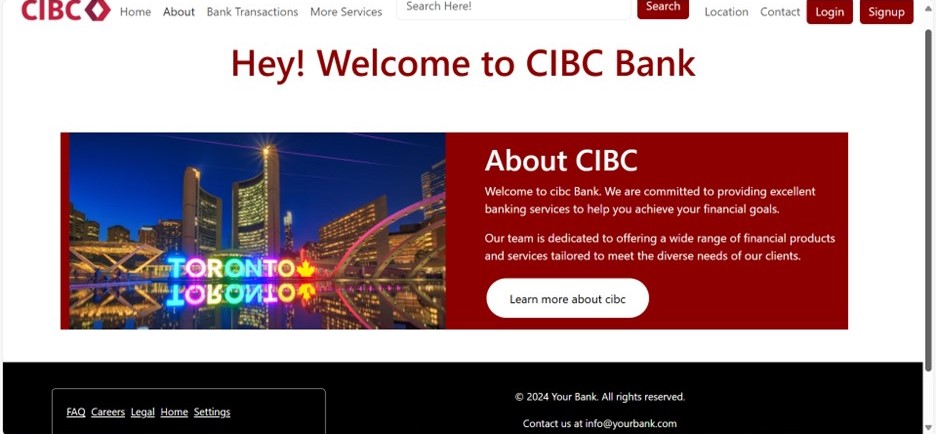 CIBC Home About Bank Transactions More Services Search Here! Search Location Contact Login Signup
Hey! Welcome to CIBC Bank
About CIBC
Welcome to cibc Bank. We are committed to providing excellent
banking services to help you achieve your financial goals.
Our team is dedicated to offering a wide range of financial products
and services tailored to meet the diverse needs of our clients.
Learn more about cibc
TORONTO
FAQ Careers Legal Home Settings
© 2024 Your Bank. All rights reserved.
Contact us at info@yourbank.com